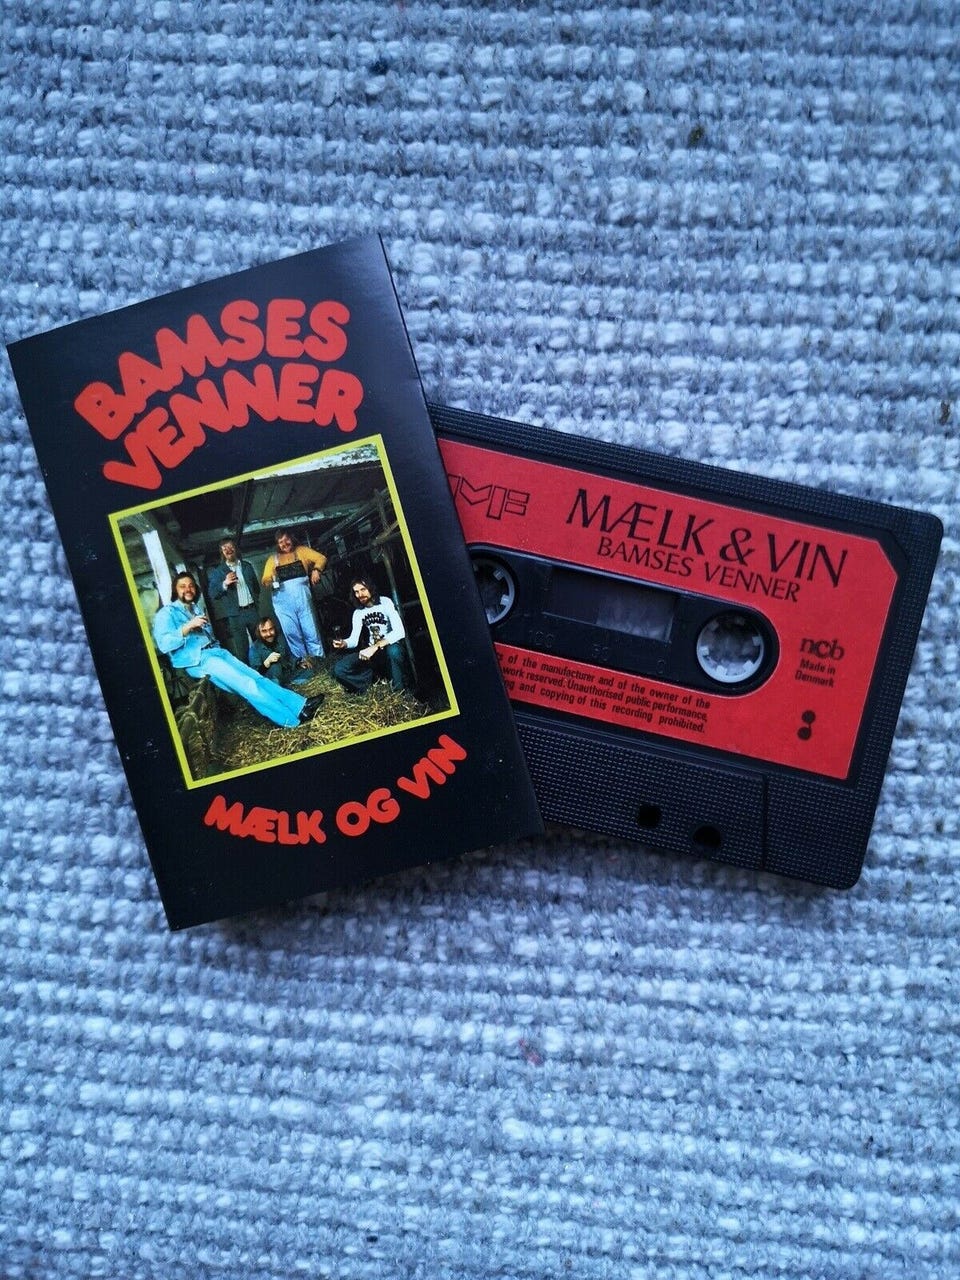 BAMSES
VENNER
MÆLK OG VIN
MÆLK & VIN
BAMSES VENNER
ncb
Made in
Denmark
of the manufacturer and of the owner of the
work reserved. Unauthorised public performance,
and copying of this recording prohibited.